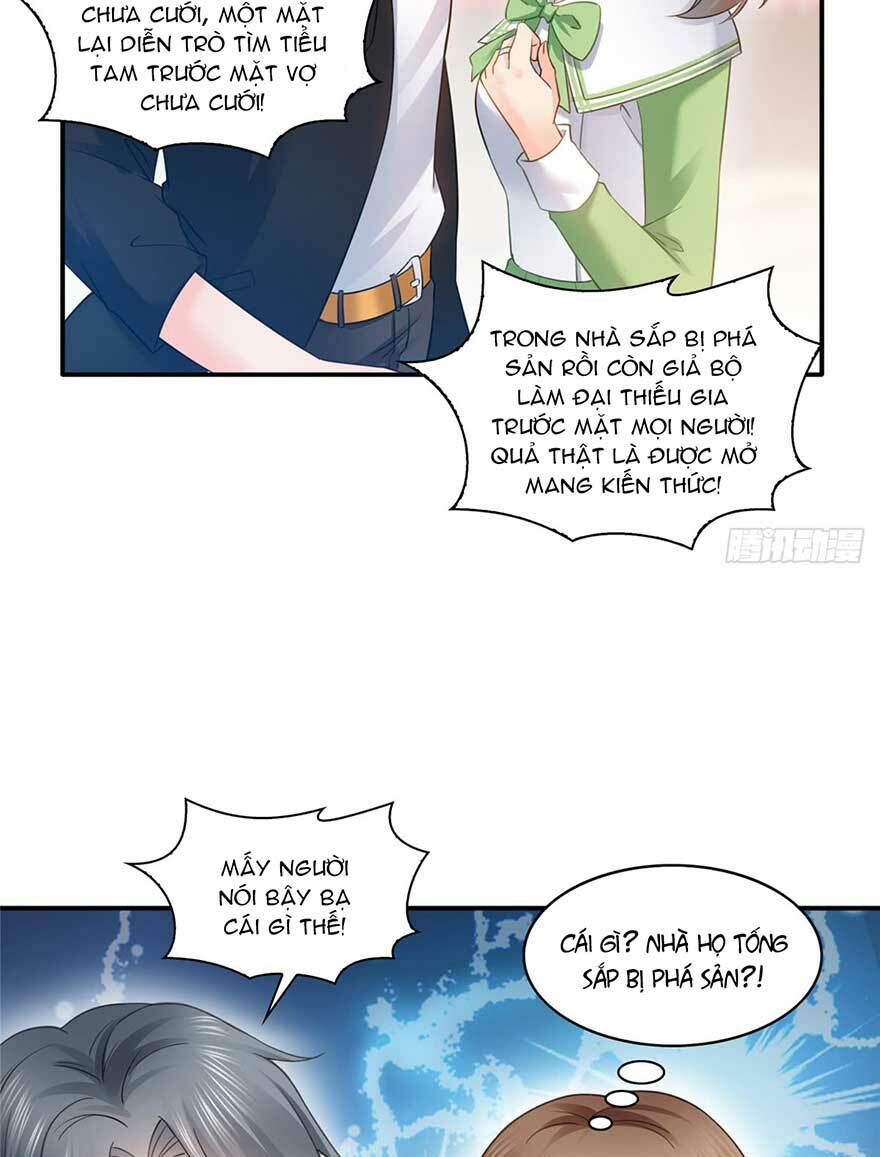 CHƯA CƯỚI, MỘT MẶT
LẠI DIỄN TRÒ TÌM TIỂU
TAM TRƯỚC MẶT VỢ
CHƯA CƯỚI!
TRONG NHÀ SẮP BỊ PHÁ
SẢN RỒI CÒN GIẢ BỘ
LÀM ĐẠI THIẾU GIA
TRƯỚC MẶT MỌI NGƯỜI!
QUẢ THẬT LÀ ĐƯỢC MỞ
MANG KIẾN THỨC!
腾讯动漫
MẤY NGƯỜI
NÓI BẬY BẠ
CÁI GÌ THẾ!
CÁI GÌ? NHÀ HỌ TỐNG
SẮP BỊ PHÁ SẢN?!